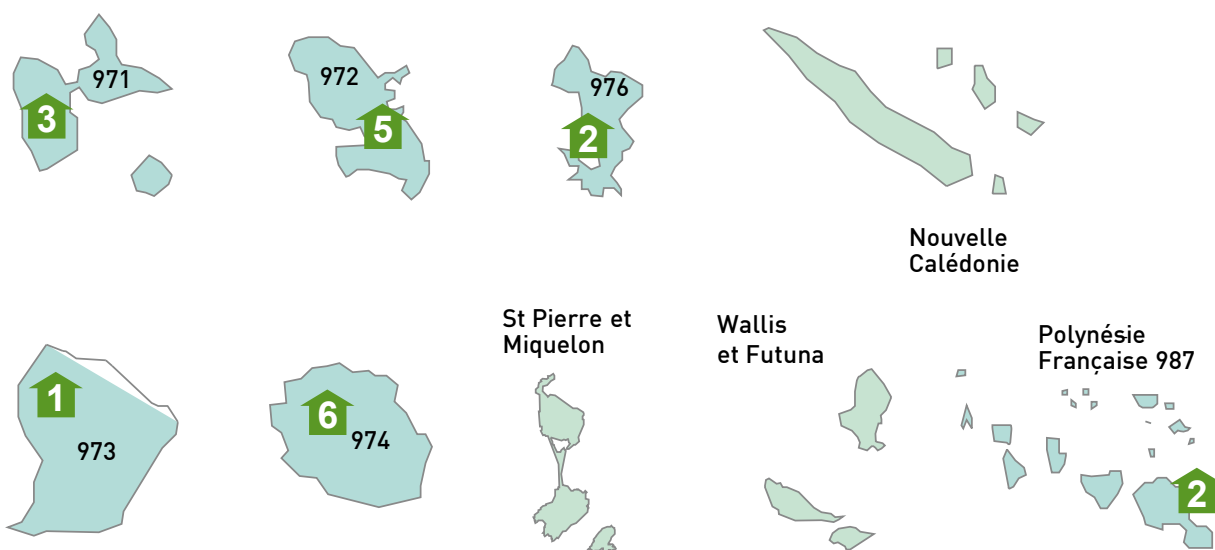 971
3
972
5
976
2
Nouvelle
Calédonie
1
973
6
974
St Pierre et
Miquelon
Wallis
et Futuna
Polynésie
Française 987
2